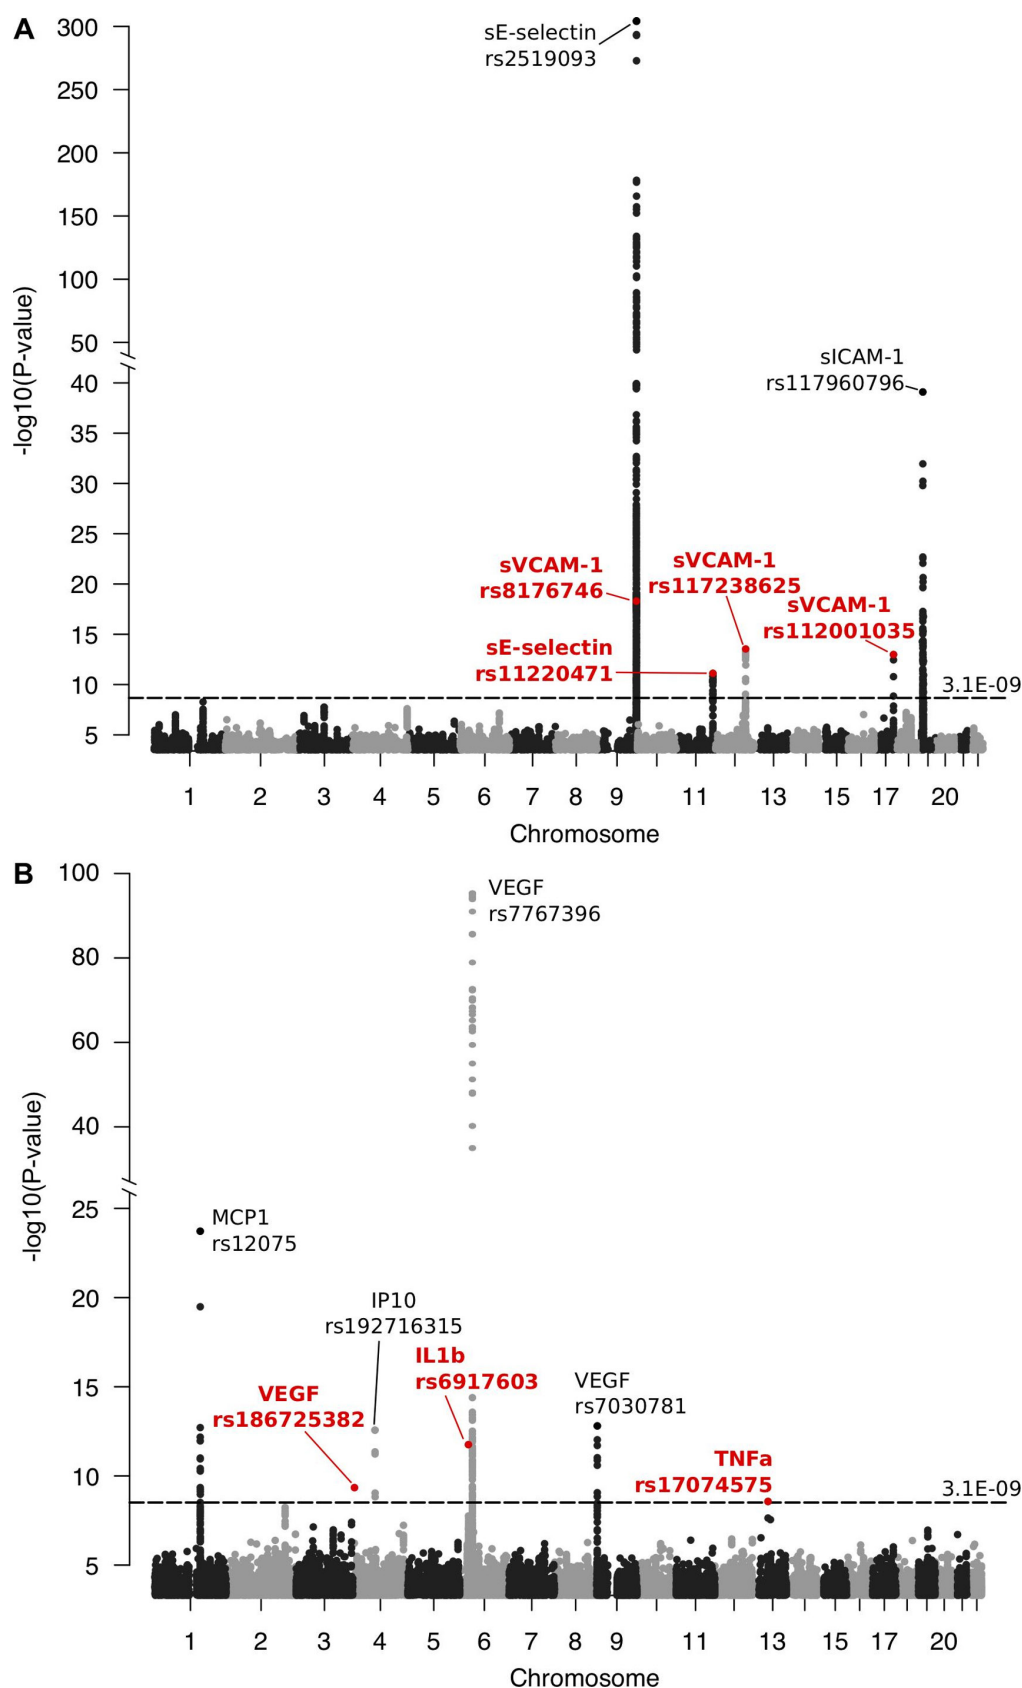 A
300
250
200
150
100
50
40
35
30
25
20
15
10
5
-log10(P-value)
sE-selectin
rs2519093
sICAM-1
rs117960796
sVCAM-1
rs8176746
sVCAM-1
rs117238625
sVCAM-1
rs112001035
sE-selectin
rs11220471
3.1E-09
1 2 3 4 5 6 7 8 9 11 13 15 17 20
Chromosome
B
100
80
60
40
25
20
15
10
5
-log10(P-value)
VEGF
rs7767396
MCP1
rs12075
IP10
rs192716315
IL1b
rs6917603
VEGF
rs186725382
VEGF
rs7030781
TNFa
rs17074575
3.1E-09
1 2 3 4 5 6 7 8 9 11 13 15 17 20
Chromosome